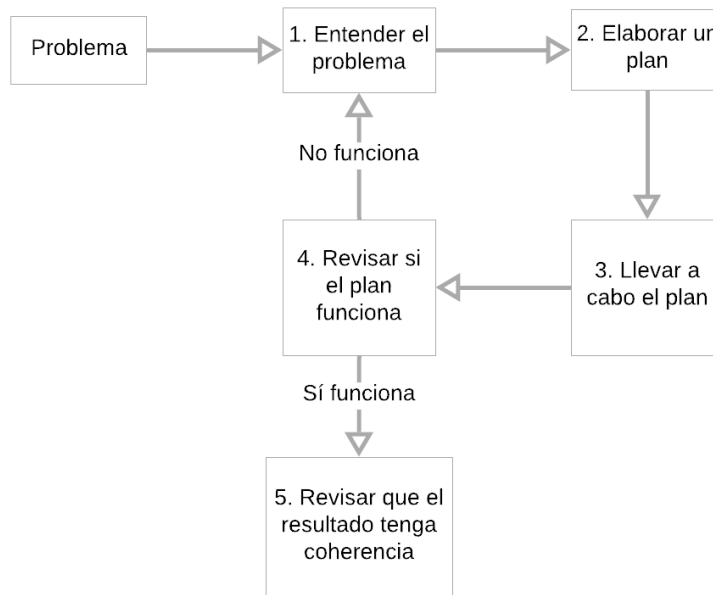 Problema
1. Entender el
problema
2. Elaborar un
plan
No funciona
4. Revisar si
el plan
funciona
3. Llevar a
cabo el plan
Sí funciona
5. Revisar que el
resultado tenga
coherencia